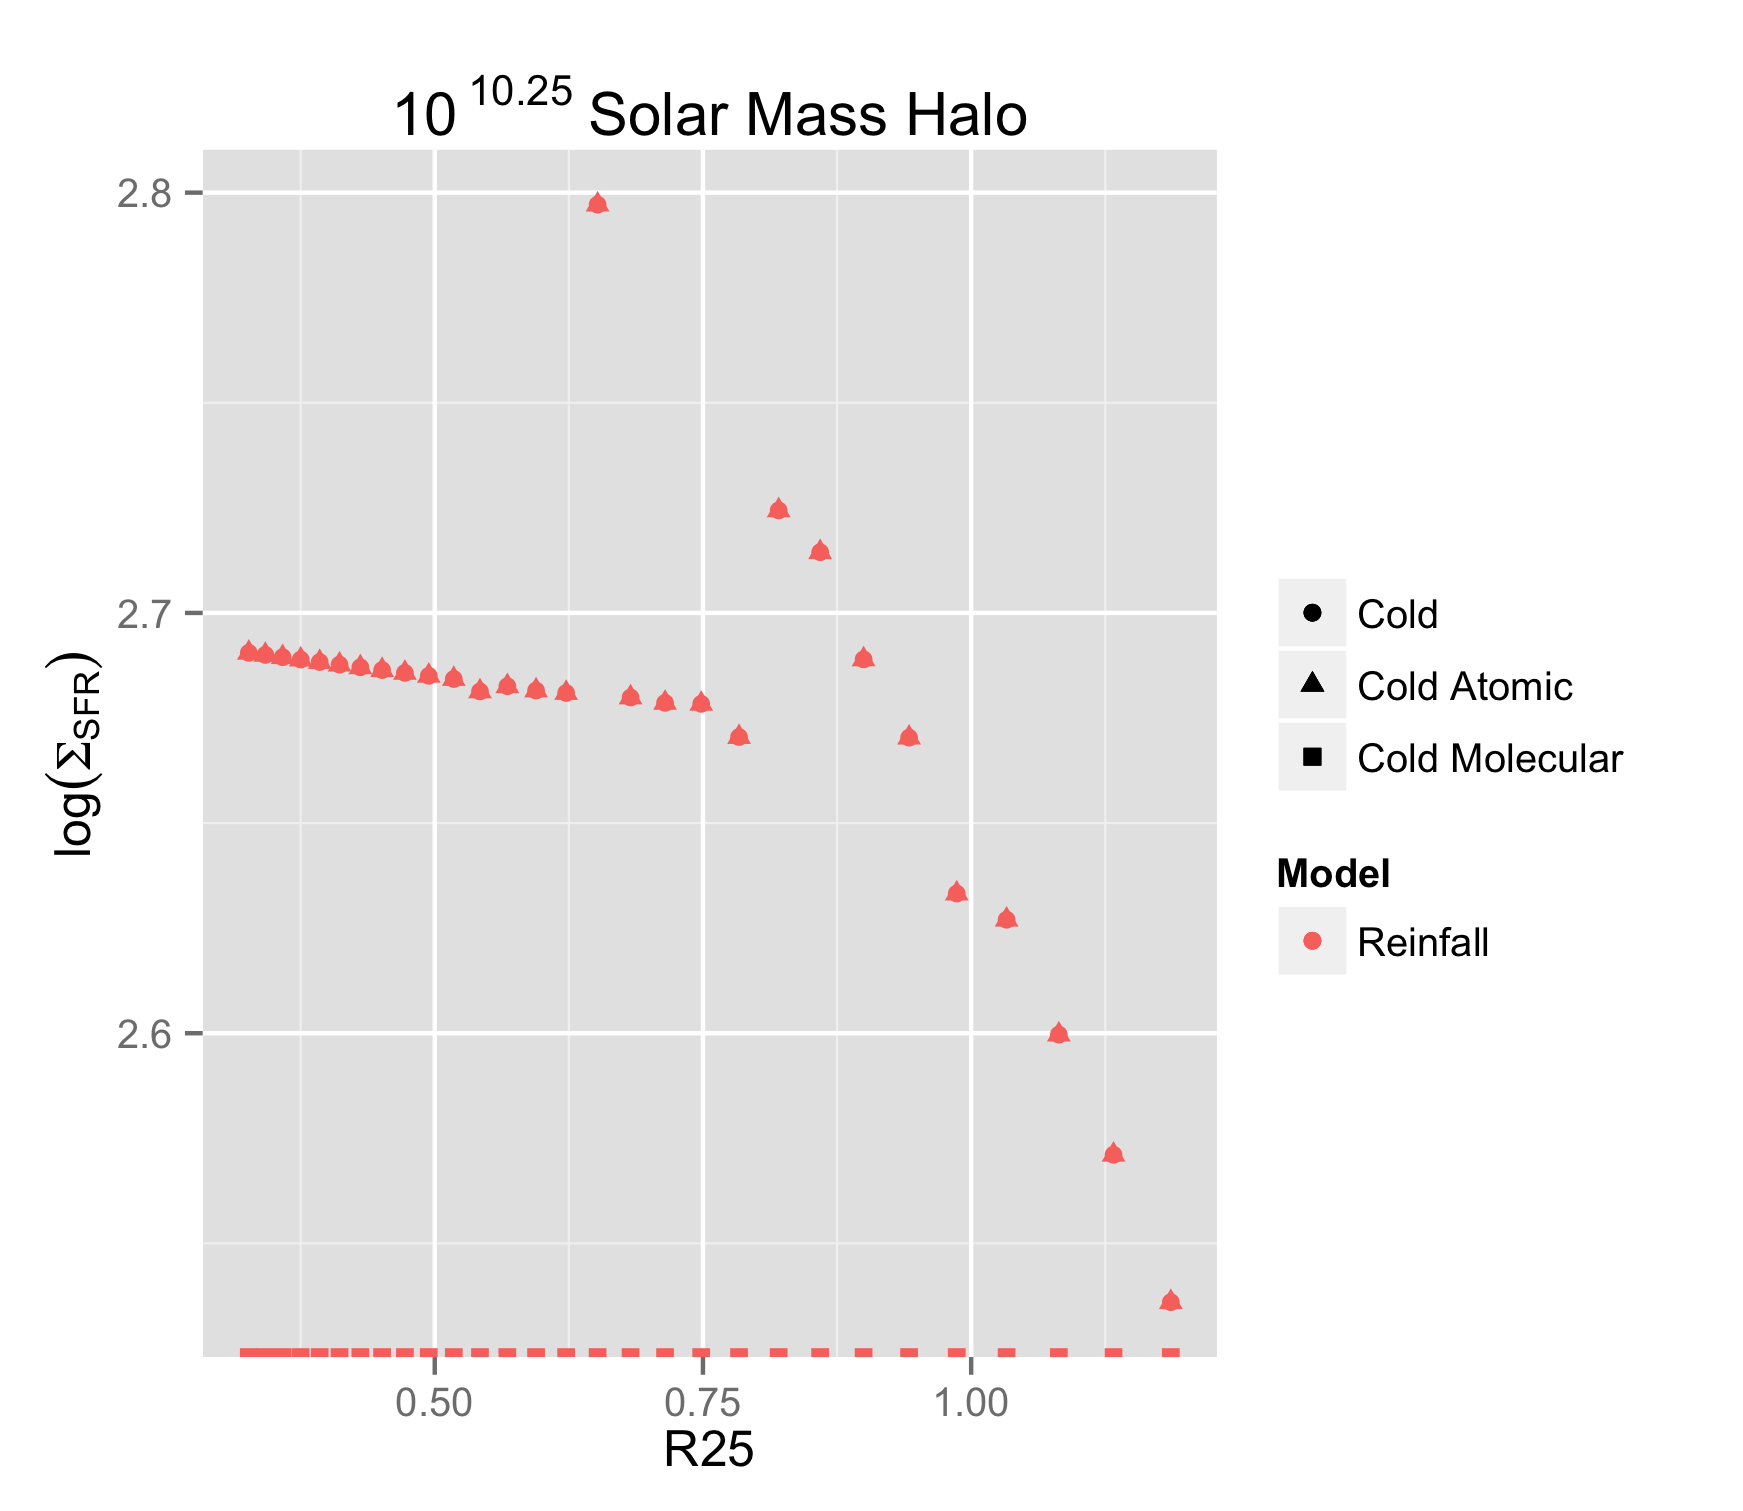 10^10.25 Solar Mass Halo
2.8
2.7
2.6
log(Σ_SFR)
0.50 0.75 1.00
R25
Cold
Cold Atomic
Cold Molecular
Model
Reinfall